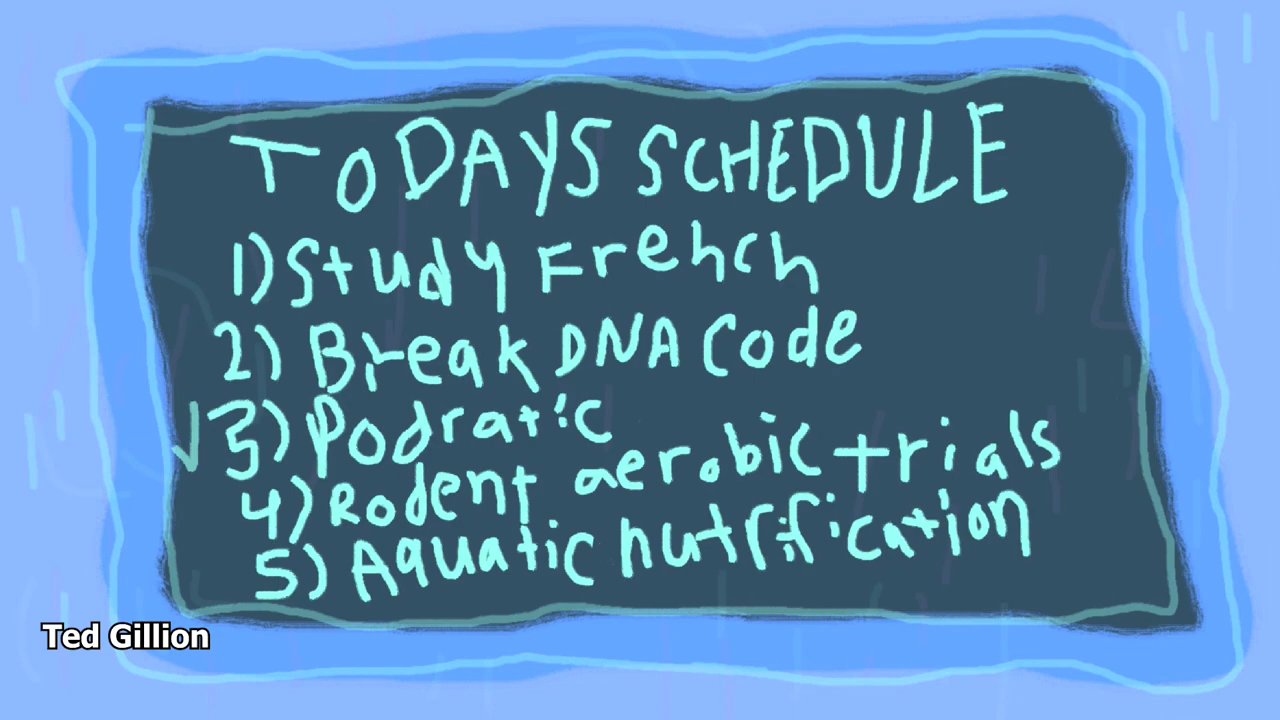 TODAYS SCHEDULE
1) Study French
2) Break DNA Code
√3) Podratic
4) Rodent aerobic trials
5) Aquatic nutrification
Ted Gillion